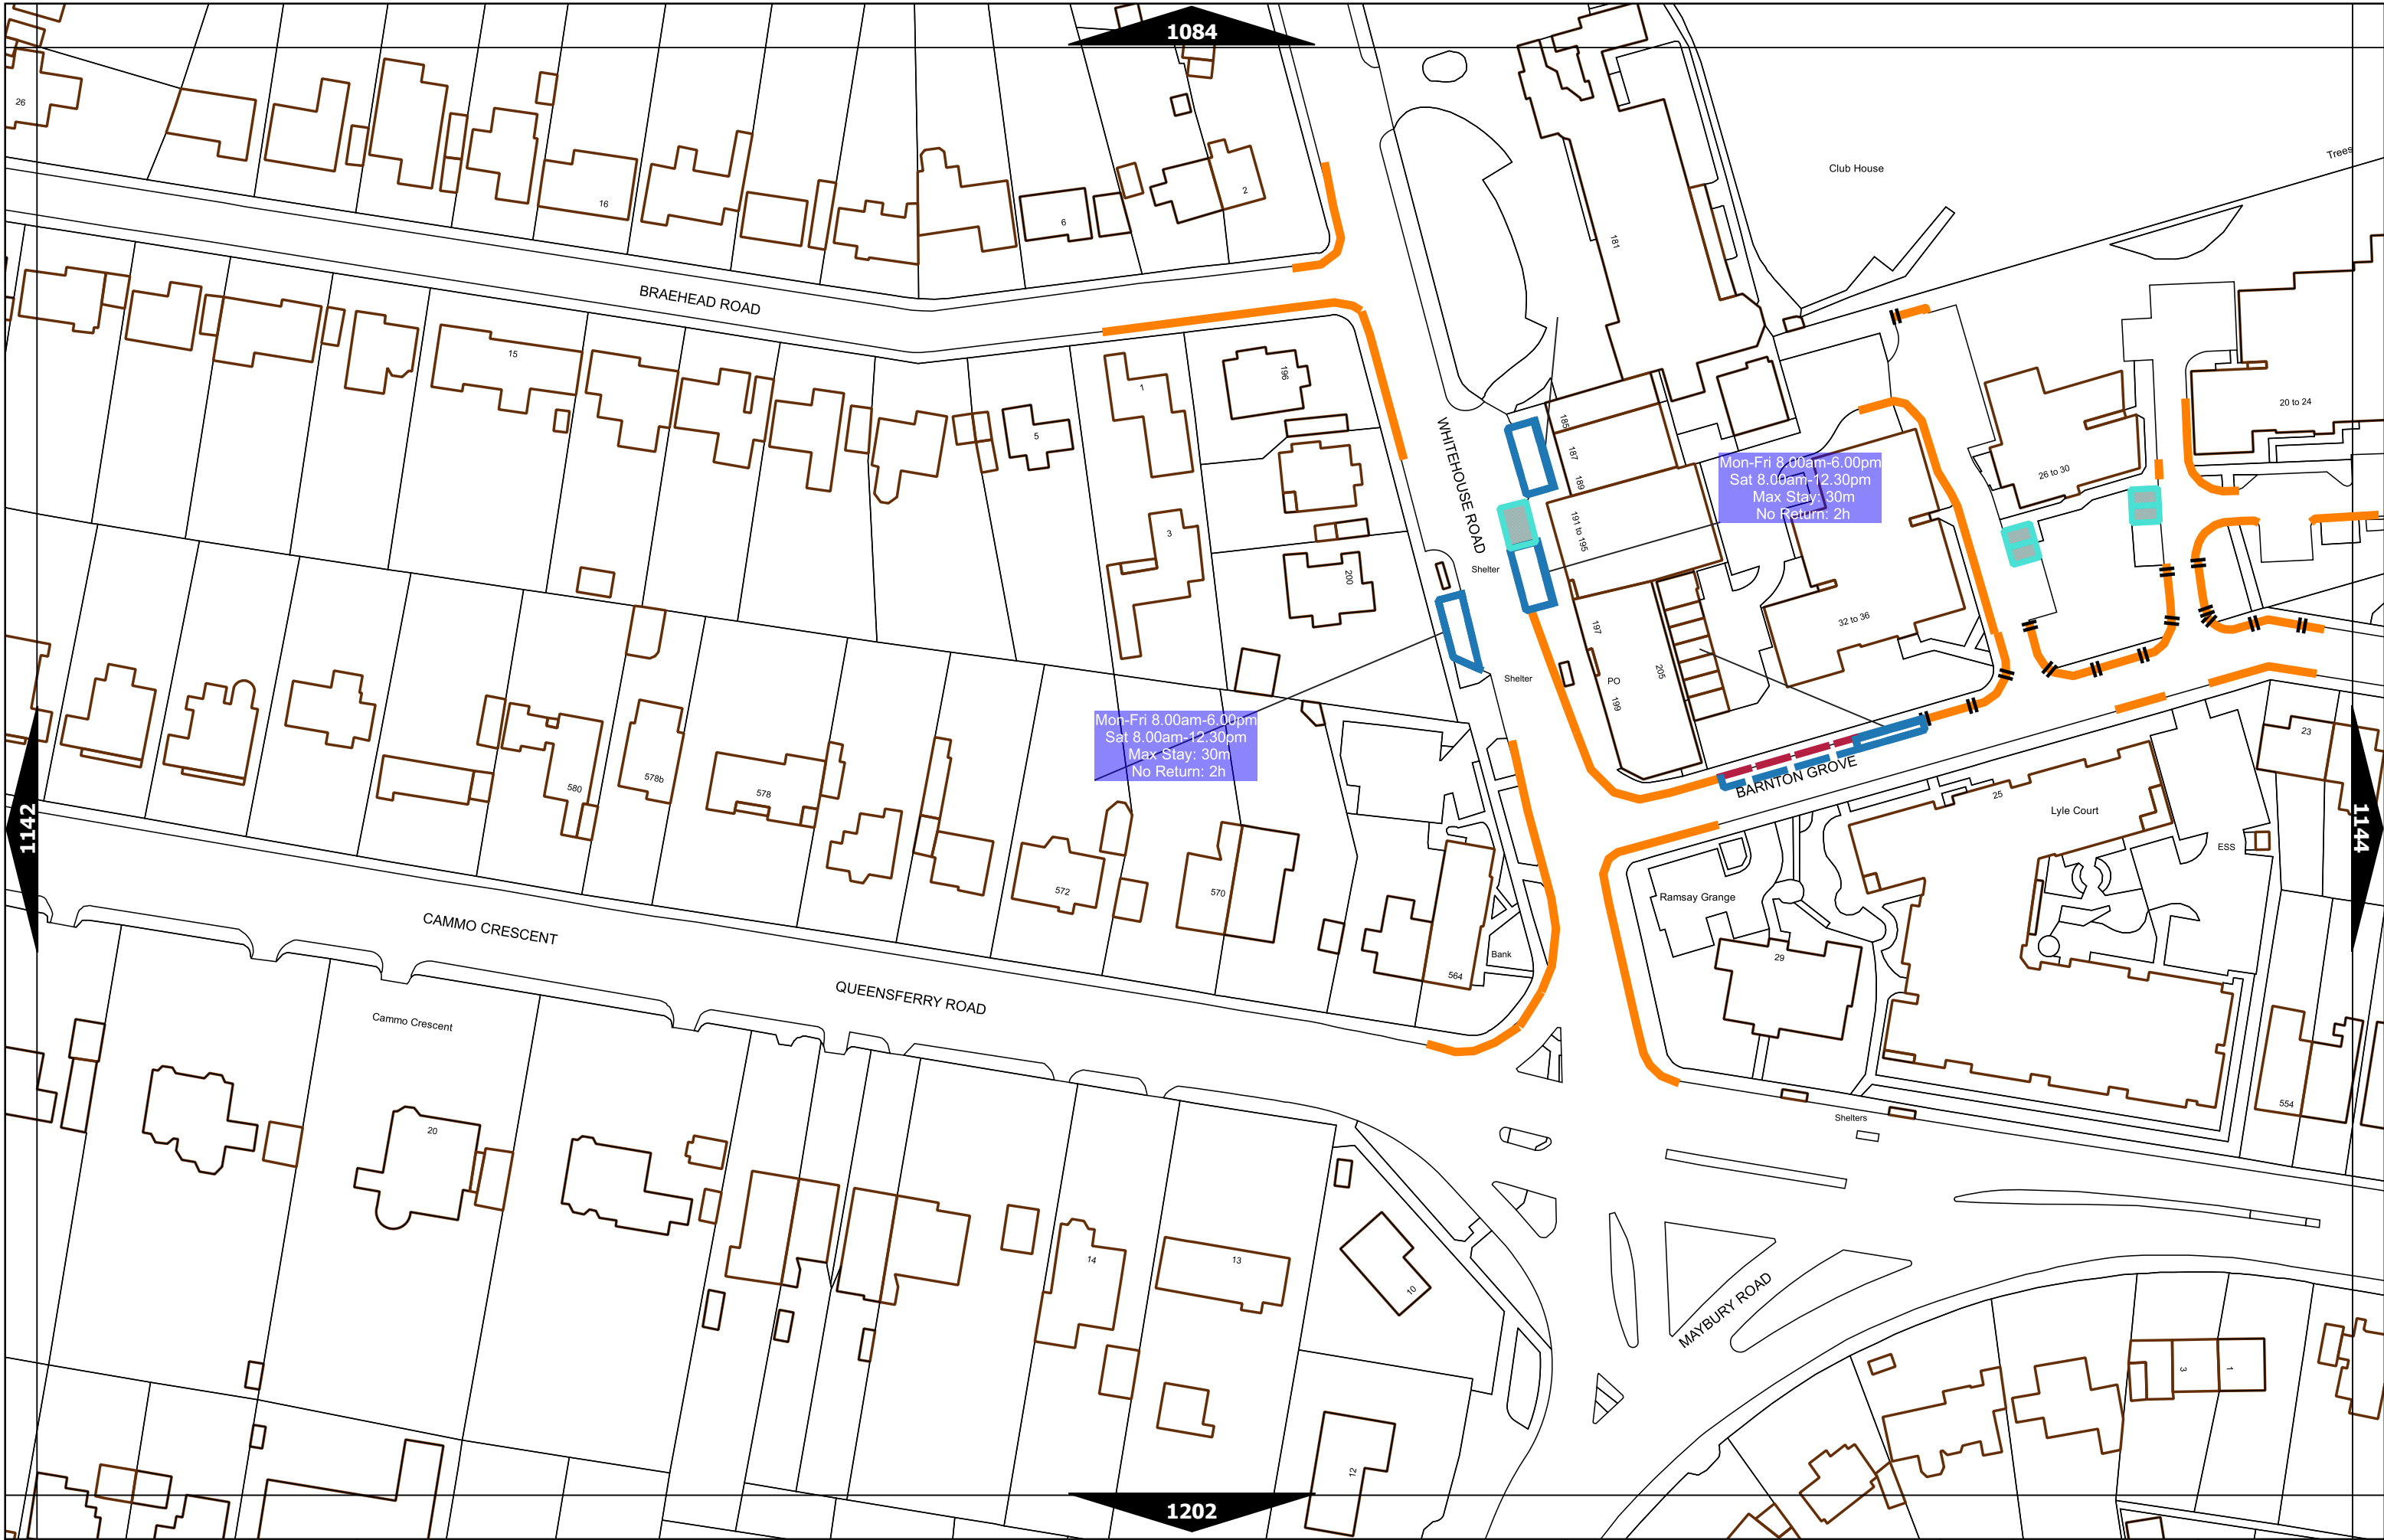 1084
26
Trees
Club House
2
16
6
181
BRAEHEAD ROAD
15
196
1
20 to 24
185
187
189
5
WHITEHOUSE ROAD
Mon-Fri 8.00am-6.00pm
Sat 8.00am-12.30pm
Max Stay: 30m
No Return: 2h
26 to 30
191 to 195
3
Shelter
200
32 to 36
197
205
PO
199
Shelter
Mon-Fri 8.00am-6.00pm
Sat 8.00am-12.30pm
Max Stay: 30m
No Return: 2h
23
BARNTON GROVE
578b
580
578
25
Lyle Court
1142
1144
ESS
572
570
Ramsay Grange
CAMMO CRESCENT
Bank
29
564
QUEENSFERRY ROAD
Cammo Crescent
554
Shelters
20
14
13
10
MAYBURY ROAD
3
1
12
1202